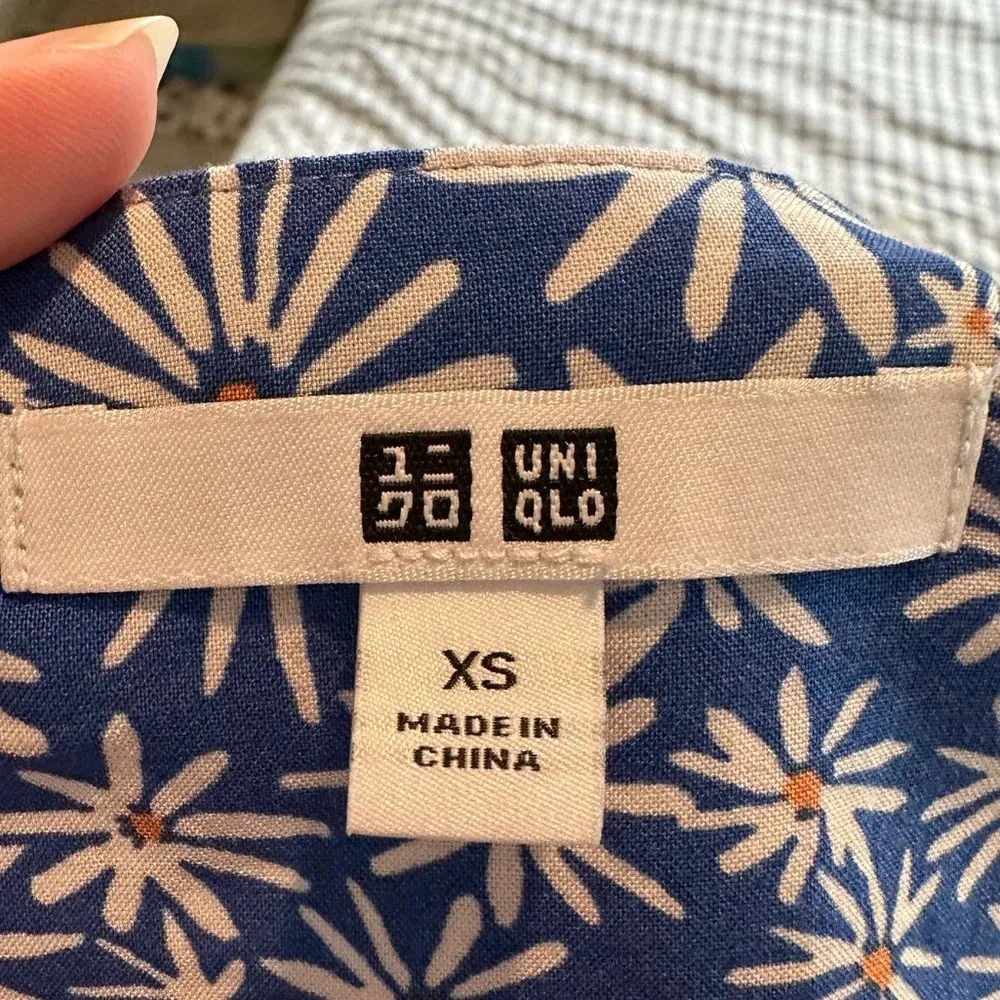 ユニ
クロ
UNI
QLO
XS
MADE IN
CHINA